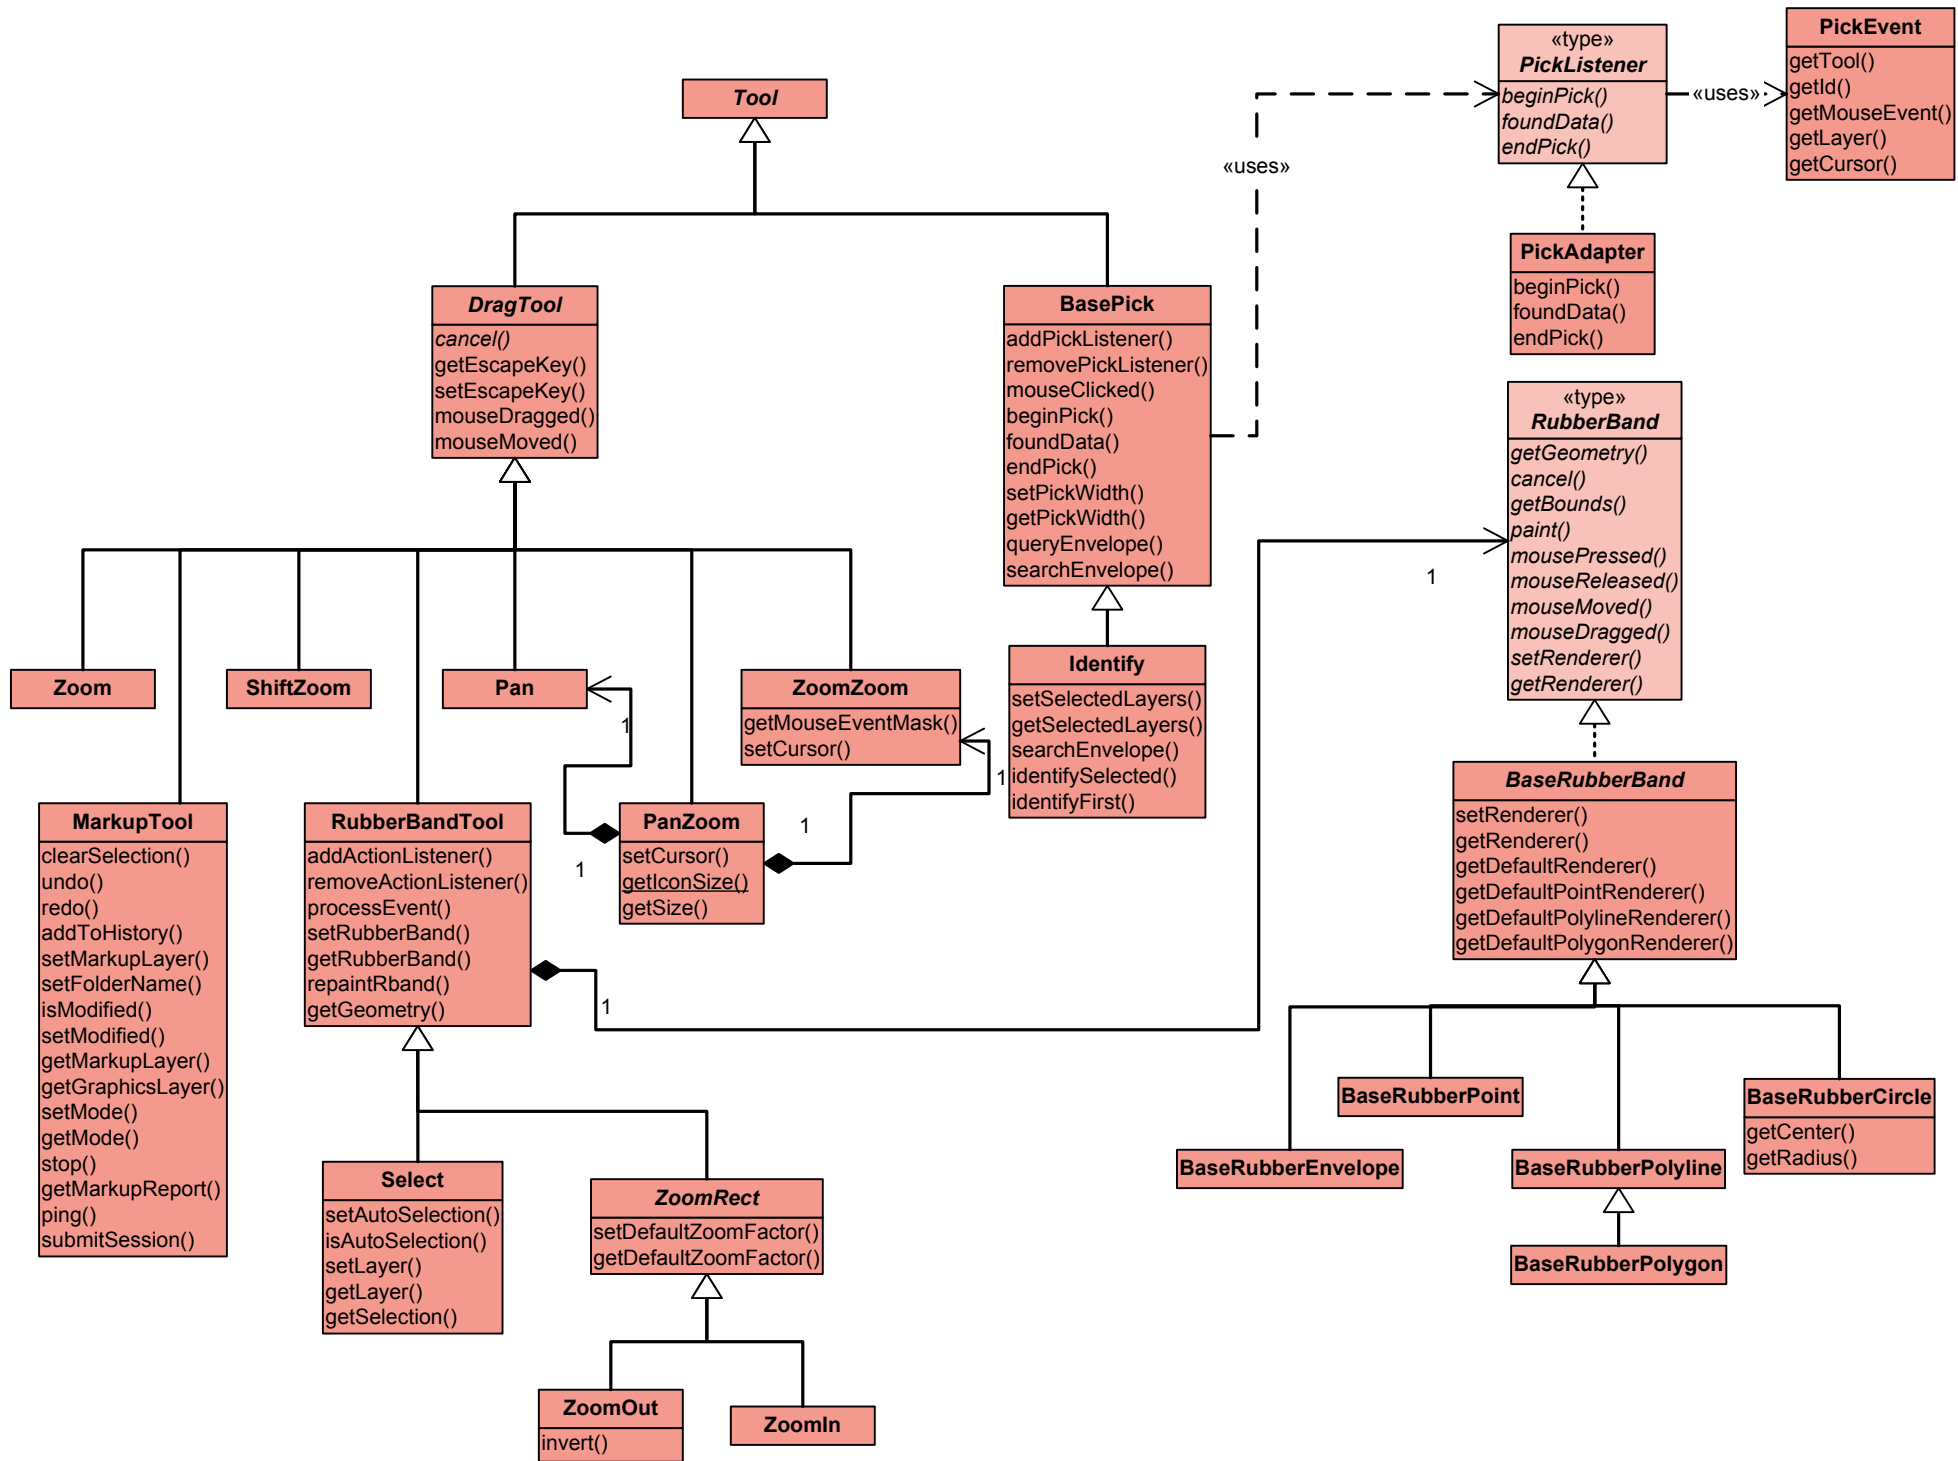 «type»
PickListener
beginPick()
foundData()
endPick()
«uses»
PickEvent
getTool()
getId()
getMouseEvent()
getLayer()
getCursor()
Tool
«uses»
PickAdapter
beginPick()
foundData()
endPick()
DragTool
cancel()
getEscapeKey()
setEscapeKey()
mouseDragged()
mouseMoved()
BasePick
addPickListener()
removePickListener()
mouseClicked()
beginPick()
foundData()
endPick()
setPickWidth()
getPickWidth()
queryEnvelope()
searchEnvelope()
«type»
RubberBand
getGeometry()
cancel()
getBounds()
paint()
mousePressed()
mouseReleased()
mouseMoved()
mouseDragged()
setRenderer()
getRenderer()
1
Zoom
ShiftZoom
Pan
1
ZoomZoom
getMouseEventMask()
setCursor()
1
Identify
setSelectedLayers()
getSelectedLayers()
searchEnvelope()
identifySelected()
identifyFirst()
BaseRubberBand
setRenderer()
getRenderer()
getDefaultRenderer()
getDefaultPointRenderer()
getDefaultPolylineRenderer()
getDefaultPolygonRenderer()
MarkupTool
clearSelection()
undo()
redo()
addToHistory()
setMarkupLayer()
setFolderName()
isModified()
setModified()
getMarkupLayer()
getGraphicsLayer()
setMode()
getMode()
stop()
getMarkupReport()
ping()
submitSession()
RubberBandTool
addActionListener()
removeActionListener()
processEvent()
setRubberBand()
getRubberBand()
repaintRband()
getGeometry()
1
PanZoom
setCursor()
getIconSize()
getSize()
1
1
BaseRubberEnvelope
BaseRubberPoint
BaseRubberPolyline
BaseRubberCircle
getCenter()
getRadius()
BaseRubberPolygon
Select
setAutoSelection()
isAutoSelection()
setLayer()
getLayer()
getSelection()
ZoomRect
setDefaultZoomFactor()
getDefaultZoomFactor()
ZoomOut
invert()
ZoomIn